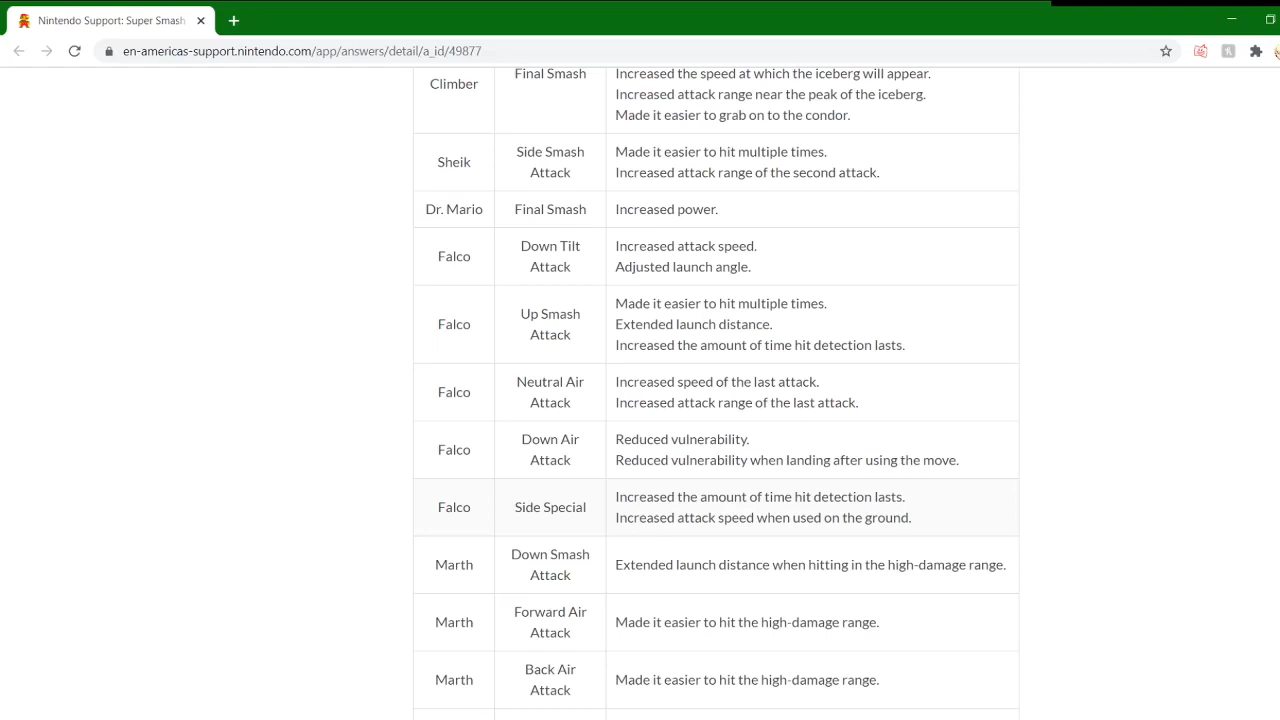 Nintendo Support: Super Smash
en-americas-support.nintendo.com/app/answers/detail/a_id/49877
Climber
Final Smash
Increased the speed at which the iceberg will appear.
Increased attack range near the peak of the iceberg.
Made it easier to grab on to the condor.
Sheik
Side Smash
Attack
Made it easier to hit multiple times.
Increased attack range of the second attack.
Dr. Mario
Final Smash
Increased power.
Falco
Down Tilt
Attack
Increased attack speed.
Adjusted launch angle.
Falco
Up Smash
Attack
Made it easier to hit multiple times.
Extended launch distance.
Increased the amount of time hit detection lasts.
Falco
Neutral Air
Attack
Increased speed of the last attack.
Increased attack range of the last attack.
Falco
Down Air
Attack
Reduced vulnerability.
Reduced vulnerability when landing after using the move.
Falco
Side Special
Increased the amount of time hit detection lasts.
Increased attack speed when used on the ground.
Marth
Down Smash
Attack
Extended launch distance when hitting in the high-damage range.
Marth
Forward Air
Attack
Made it easier to hit the high-damage range.
Marth
Back Air
Attack
Made it easier to hit the high-damage range.